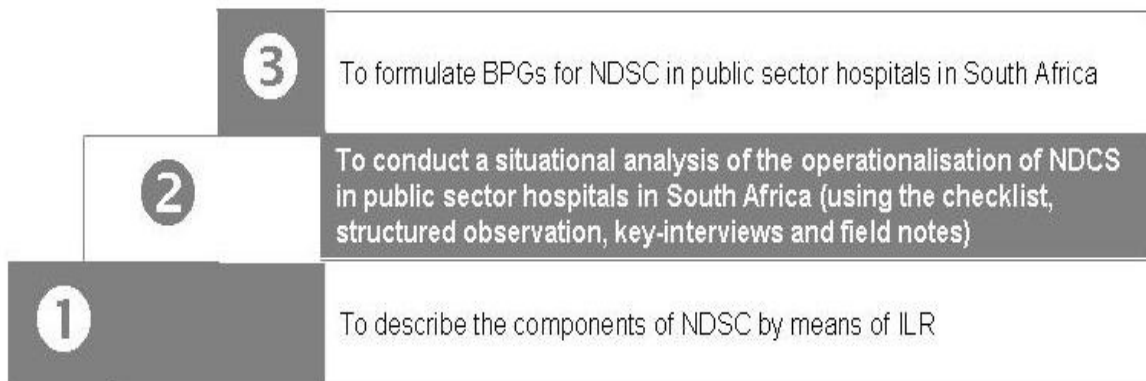 3
To formulate BPGs for NDSC in public sector hospitals in South Africa
2
To conduct a situational analysis of the operationalisation of NDCS
in public sector hospitals in South Africa (using the checklist,
structured observation, key-interviews and field notes)
1
To describe the components of NDSC by means of ILR